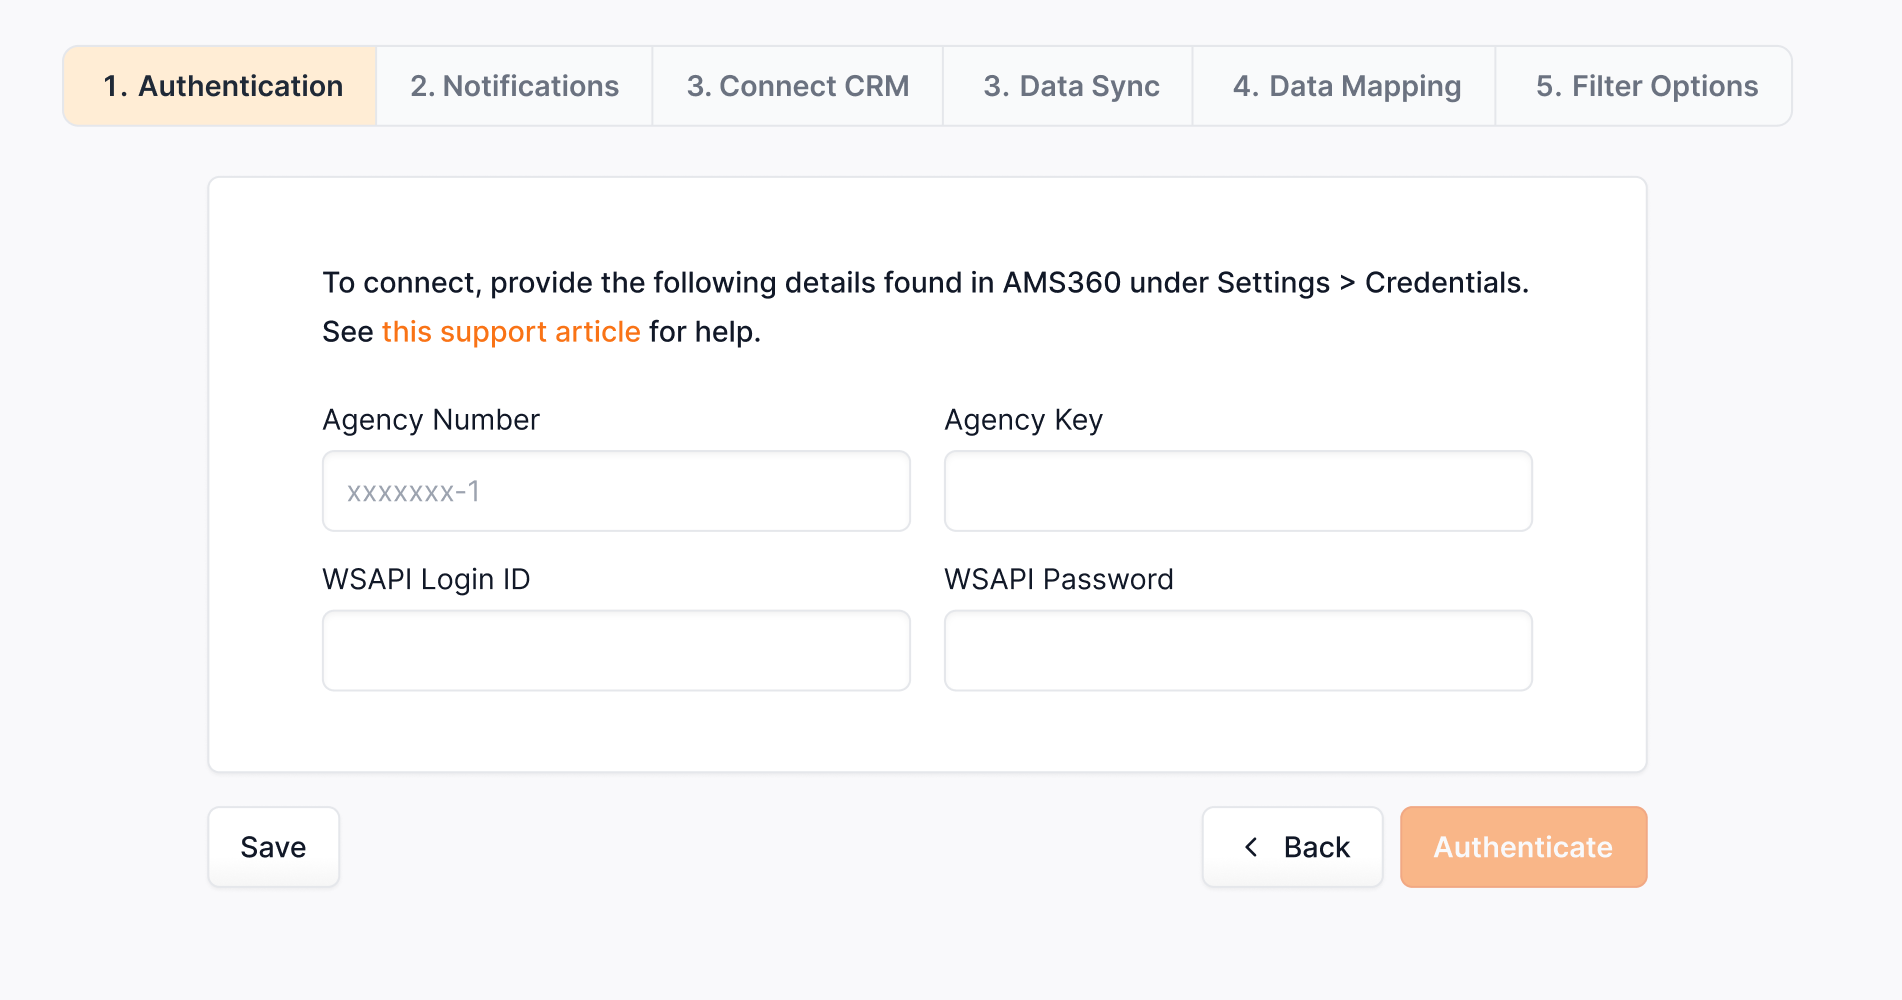 1. Authentication 2. Notifications 3. Connect CRM 3. Data Sync 4. Data Mapping 5. Filter Options
To connect, provide the following details found in AMS360 under Settings > Credentials.
See this support article for help.
Agency Number Agency Key
xxxxxxx-1
WSAPI Login ID WSAPI Password
Save Back Authenticate